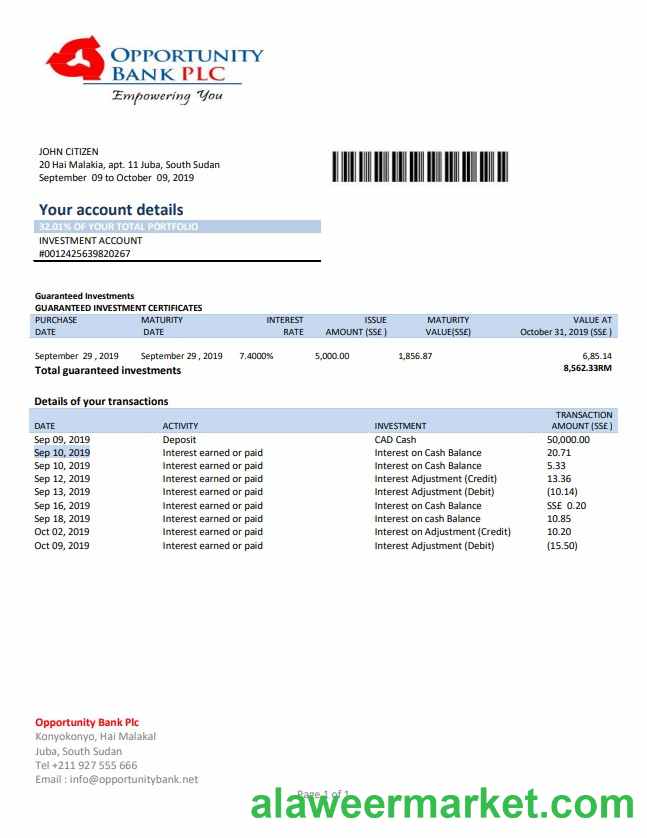 OPPORTUNITY
BANK PLC
Empowering You
JOHN CITIZEN
20 Hai Malakia, apt. 11 Juba, South Sudan
September 09 to October 09, 2019
Your account details
32.01% OF YOUR TOTAL PORTFOLIO
INVESTMENT ACCOUNT
#0012425639820267
Guaranteed Investments
GUARANTEED INVESTMENT CERTIFICATES
PURCHASE MATURITY INTEREST ISSUE MATURITY VALUE AT
DATE DATE RATE AMOUNT (SS£ ) VALUE(SS£) October 31, 2019 (SS£ )
September 29 , 2019 September 29 , 2019 7.4000% 5,000.00 1,856.87 6,85.14
Total guaranteed investments 8,562.33RM
Details of your transactions
TRANSACTION
DATE ACTIVITY INVESTMENT AMOUNT (SS£ )
Sep 09, 2019 Deposit CAD Cash 50,000.00
Sep 10, 2019 Interest earned or paid Interest on Cash Balance 20.71
Sep 10, 2019 Interest earned or paid Interest on Cash Balance 5.33
Sep 12, 2019 Interest earned or paid Interest Adjustment (Credit) 13.36
Sep 13, 2019 Interest earned or paid Interest Adjustment (Debit) (10.14)
Sep 16, 2019 Interest earned or paid Interest on Cash Balance SS£ 0.20
Sep 18, 2019 Interest earned or paid Interest on cash Balance 10.85
Oct 02, 2019 Interest earned or paid Interest on Adjustment (Credit) 10.20
Oct 09, 2019 Interest earned or paid Interest Adjustment (Debit) (15.50)
Opportunity Bank Plc
Konyokonyo, Hai Malakal
Juba, South Sudan
Tel +211 927 555 666
Email : info@opportunitybank.net
Page 1 of 1
alaweermarket.com